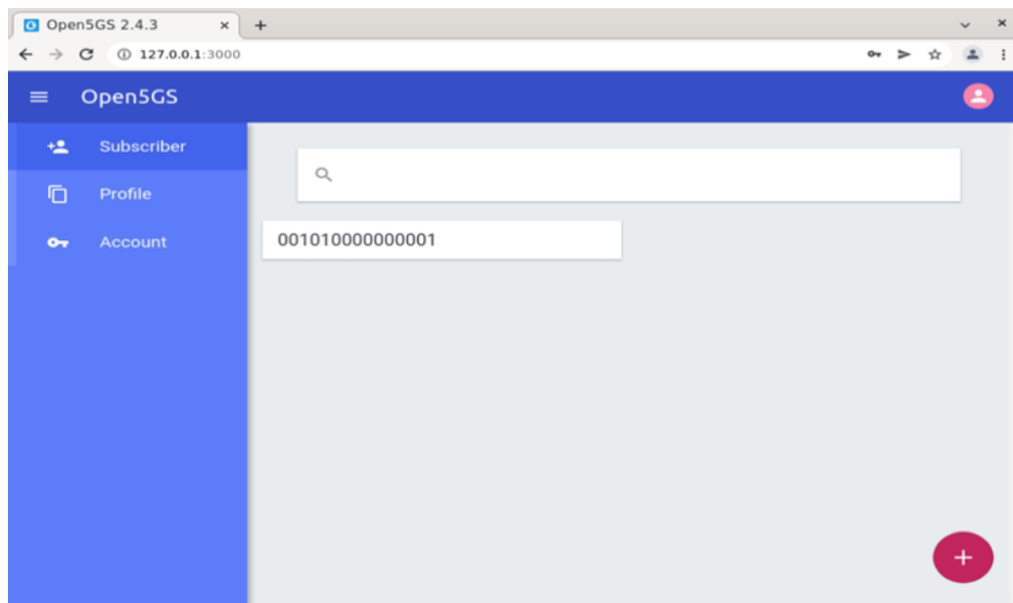 Open5GS 2.4.3
127.0.0.1:3000
Open5GS
Subscriber
Profile
Account
001010000000001